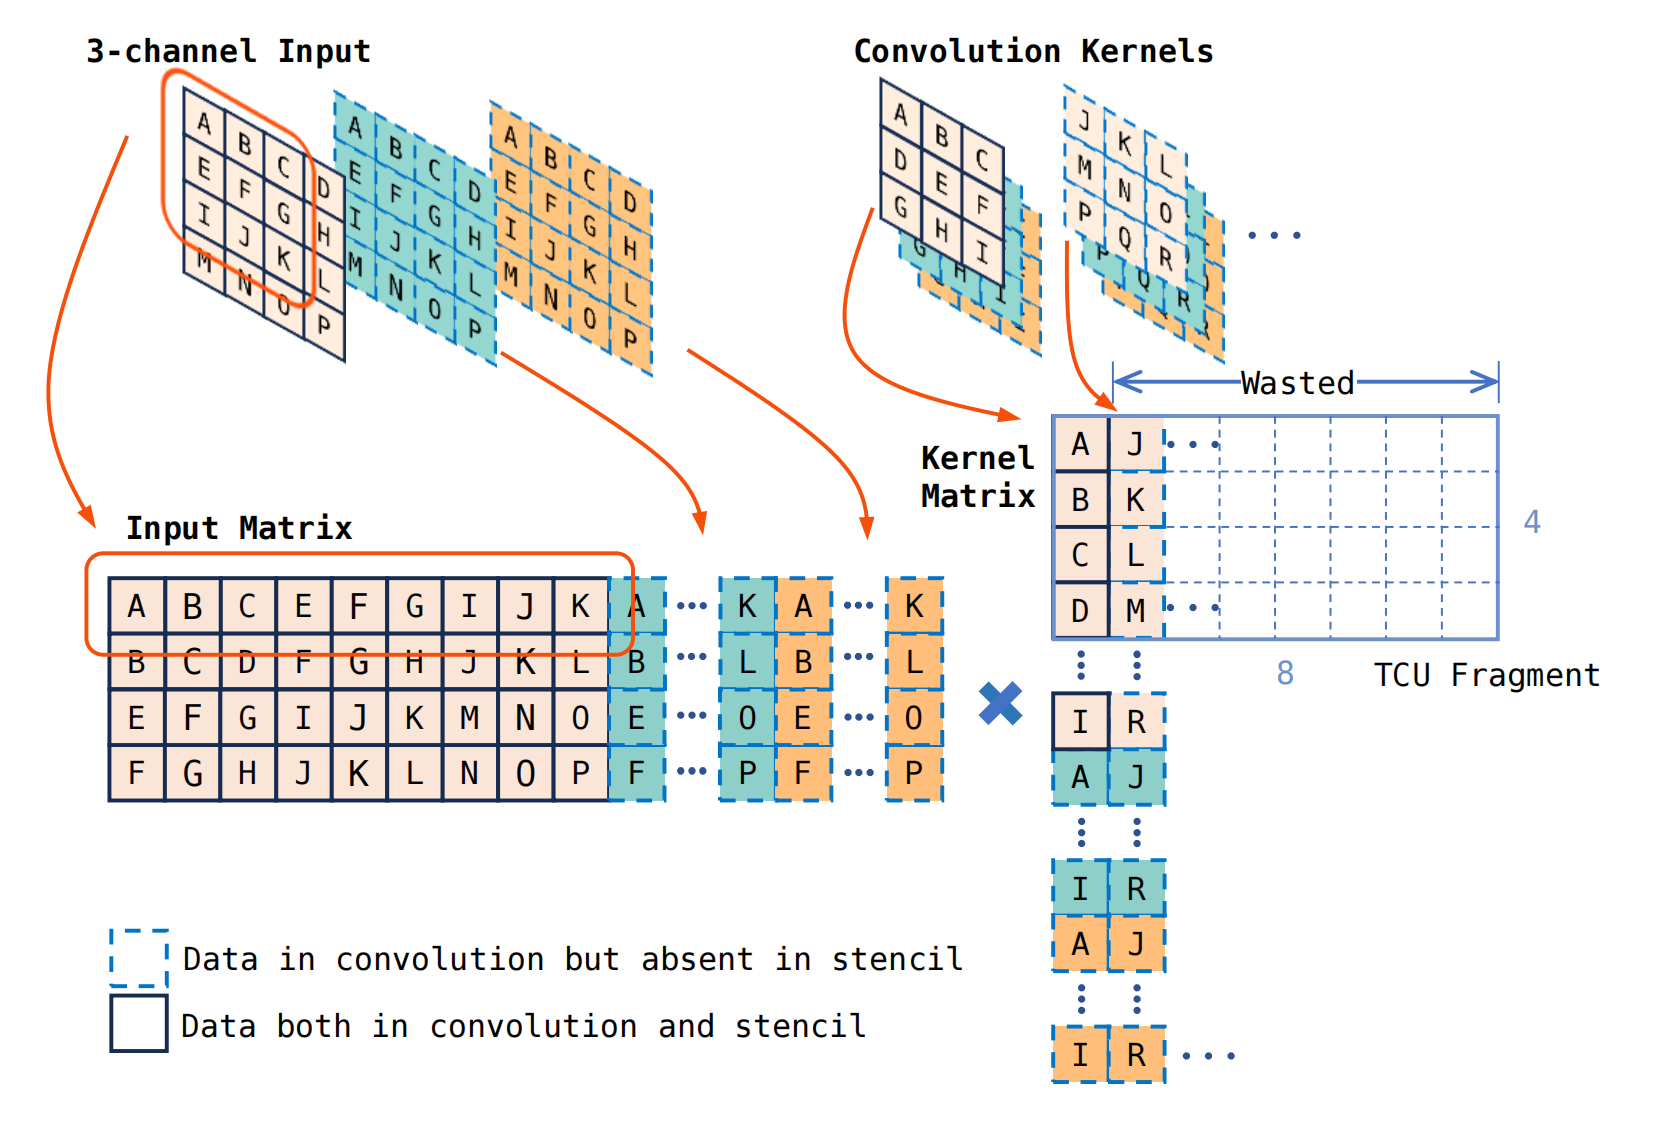 3-channel Input
Convolution Kernels
A B C D
E F G H
I J K L
M N O P
A B C D
E F G H
I J K L
M N O P
A B C D
E F G H
I J K L
M N O P
A B C
D E F
G H I
G H I
J K L
M N O
P Q R
P Q R
R
...
Wasted
Kernel
Matrix
A J ...
B K
C L
D M ...
4
8
TCU Fragment
I R
A J
I R
A J
I R ...
Input Matrix
A B C E F G I J K A ... K A ... K
B C D F G H J K L B ... L B ... L
E F G I J K M N O E ... O E ... O
F G H J K L N O P F ... P F ... P
×
Data in convolution but absent in stencil
Data both in convolution and stencil